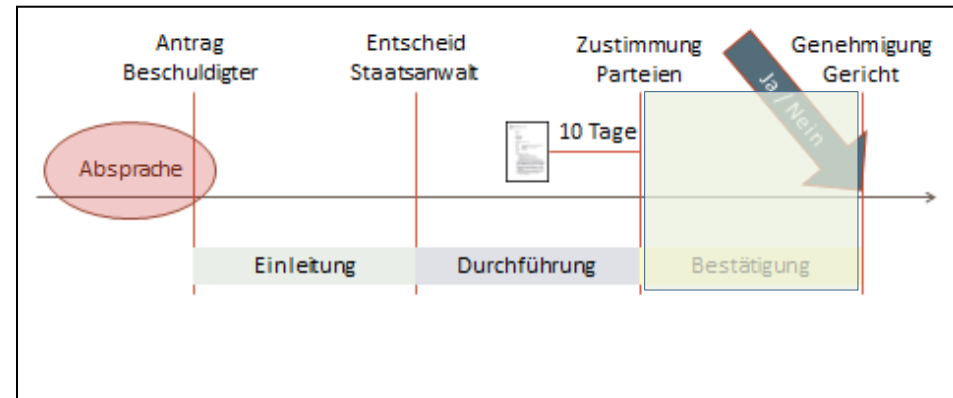 Antrag
Beschuldigter
Entscheid
Staatsanwalt
Zustimmung
Parteien
Genehmigung
Gericht
Ja / Nein
10 Tage
Absprache
Einleitung
Durchführung
Bestätigung